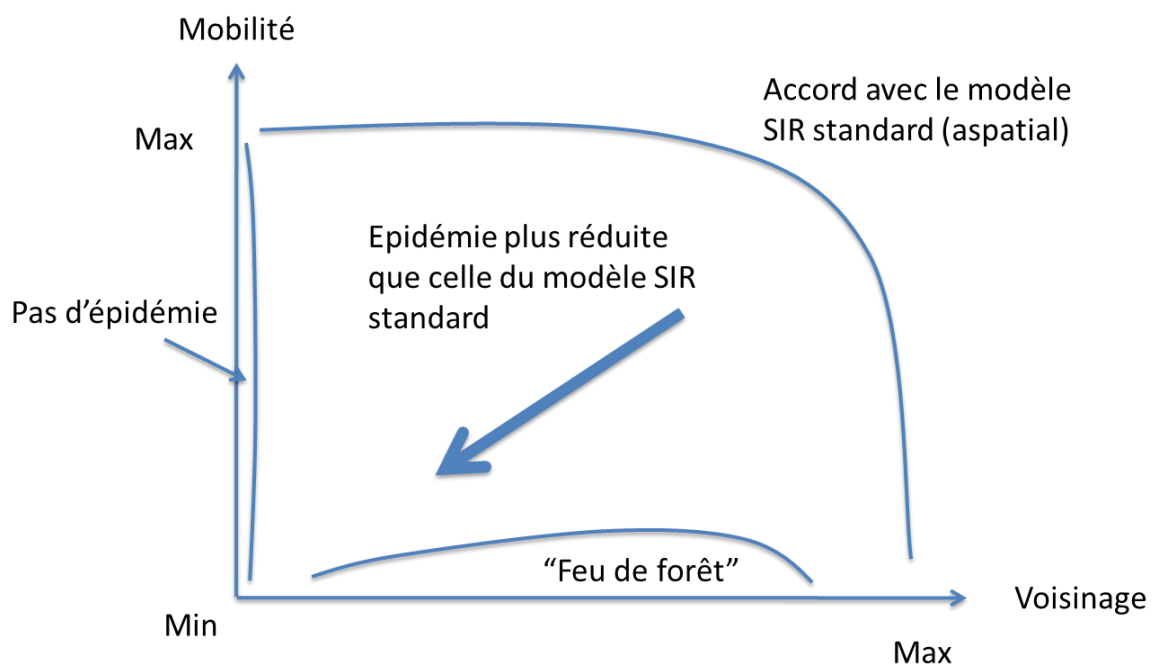 Mobilité
Accord avec le modèle
SIR standard (aspatial)
Max
Epidémie plus réduite
que celle du modèle SIR
standard
Pas d’épidémie
“Feu de forêt”
Voisinage
Min
Max